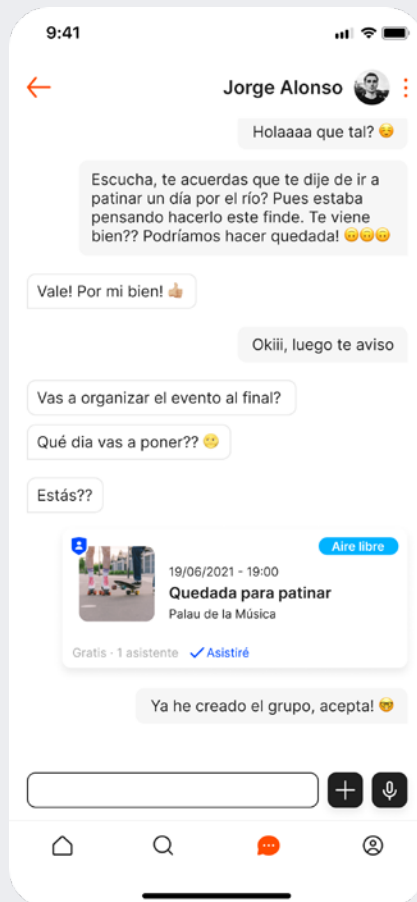 9:41
Jorge Alonso
Holaaaa que tal? ☺️
Escucha, te acuerdas que te dije de ir a
patinar un día por el río? Pues estaba
pensando hacerlo este finde. Te viene
bien?? Podríamos hacer quedada! 🙃🙃🙃
Vale! Por mi bien! 👍🏼
Okiii, luego te aviso
Vas a organizar el evento al final?
Qué dia vas a poner?? 🙂
Estás??
Aire libre
19/06/2021 - 19:00
Quedada para patinar
Palau de la Música
Gratis · 1 asistente ✓ Asistiré
Ya he creado el grupo, acepta! 🤓